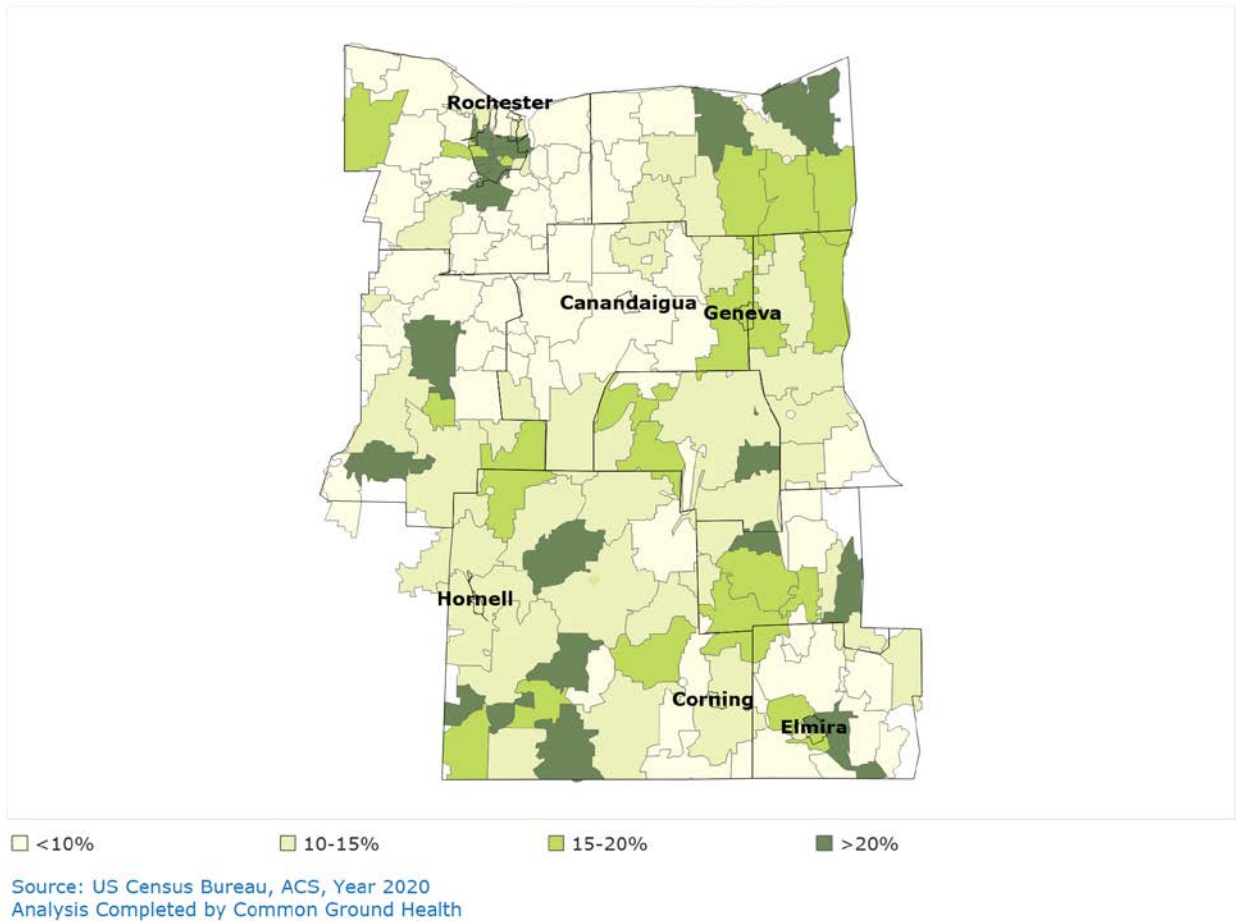 Rochester
Canandaigua
Geneva
Hornell
Corning
Elmira
<10%
10-15%
15-20%
>20%
Source: US Census Bureau, ACS, Year 2020
Analysis Completed by Common Ground Health